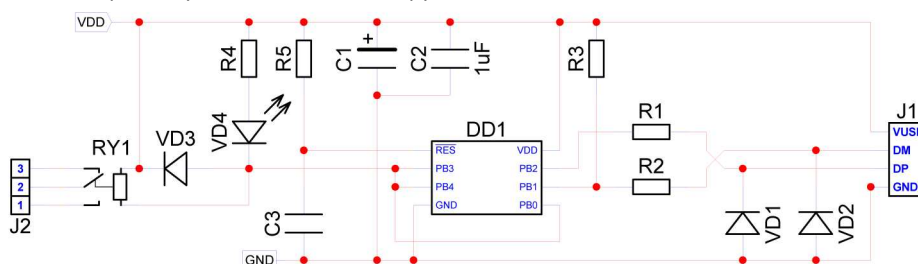 VDD
R4
R5
C1
+
C2
1uF
R3
DD1
R1
J1
RY1
VD3
VD4
RES
VDD
VUSB
DM
3
PB3
PB2
DP
2
PB4
PB1
R2
GND
1
GND
PB0
J2
C3
VD1
VD2
GND